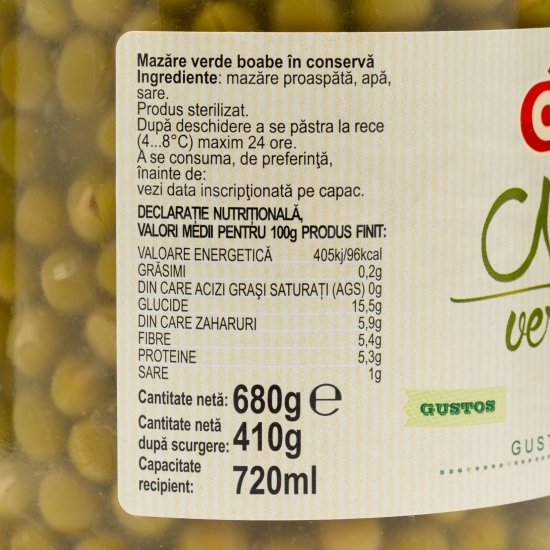 Mazăre verde boabe în conservă
Ingrediente: mazăre proaspătă, apă,
sare.
Produs sterilizat.
După deschidere a se păstra la rece
(4...8°C) maxim 24 ore.
A se consuma, de preferinţă,
înainte de:
vezi data inscripţionată pe capac.
DECLARAŢIE NUTRIŢIONALĂ,
VALORI MEDII PENTRU 100g PRODUS FINIT:
VALOARE ENERGETICĂ 405kj/96kcal
GRĂSIMI 0,2g
DIN CARE ACIZI GRAŞI SATURAŢI (AGS) 0g
GLUCIDE 15,5g
DIN CARE ZAHARURI 5,9g
FIBRE 5,4g
PROTEINE 5,3g
SARE 1g
Cantitate netă: 680g ℮
Cantitate netă
după scurgere: 410g
Capacitate
recipient: 720ml
ver
GUSTOS
GUST